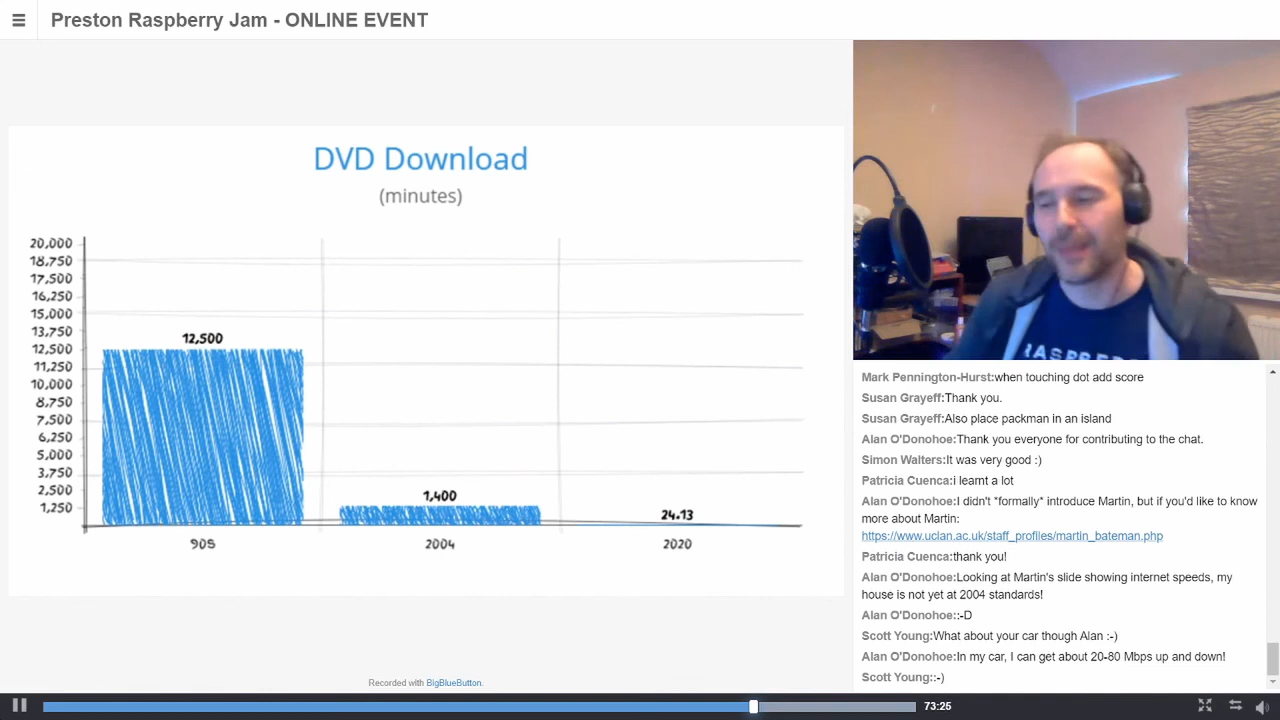 Preston Raspberry Jam - ONLINE EVENT
DVD Download
(minutes)
20,000
18,750
17,500
16,250
15,000
13,750
12,500
11,250
10,000
8,750
7,500
6,250
5,000
3,750
2,500
1,250
12,500
1,400
24.13
90S
2004
2020
Recorded with BigBlueButton.
Mark Pennington-Hurst:when touching dot add score
Susan Grayeff:Thank you.
Susan Grayeff:Also place packman in an island
Alan O'Donohoe:Thank you everyone for contributing to the chat.
Simon Walters:It was very good :)
Patricia Cuenca:i learnt a lot
Alan O'Donohoe:I didn't *formally* introduce Martin, but if you'd like to know
more about Martin:
https://www.uclan.ac.uk/staff_profiles/martin_bateman.php
Patricia Cuenca:thank you!
Alan O'Donohoe:Looking at Martin's slide showing internet speeds, my
house is not yet at 2004 standards!
Alan O'Donohoe::-D
Scott Young:What about your car though Alan :-)
Alan O'Donohoe:In my car, I can get about 20-80 Mbps up and down!
Scott Young::-)
73:25